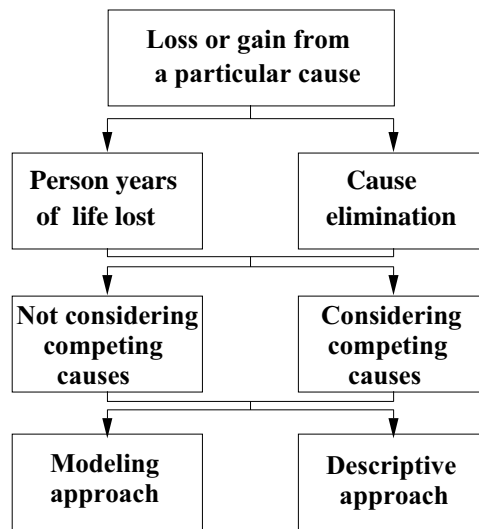 Loss or gain from
a particular cause
Person years
of life lost
Cause
elimination
Not considering
competing
causes
Considering
competing
causes
Modeling
approach
Descriptive
approach